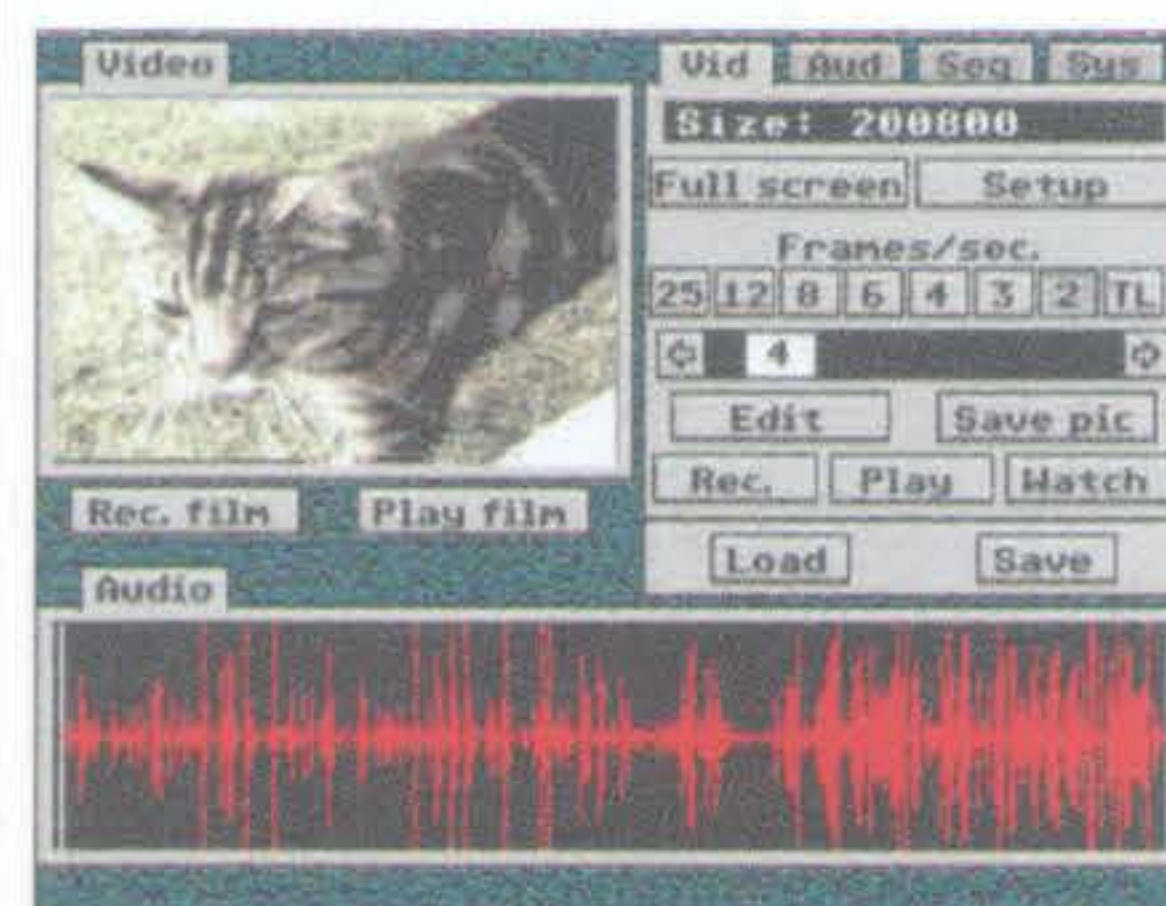 Video
Vid Aud Seq Sys
Size: 200800
Full screen Setup
Frames/sec.
25 12 8 6 4 3 2 TL
4
Edit Save pic
Rec. Play Watch
Rec. film Play film
Load Save
Audio